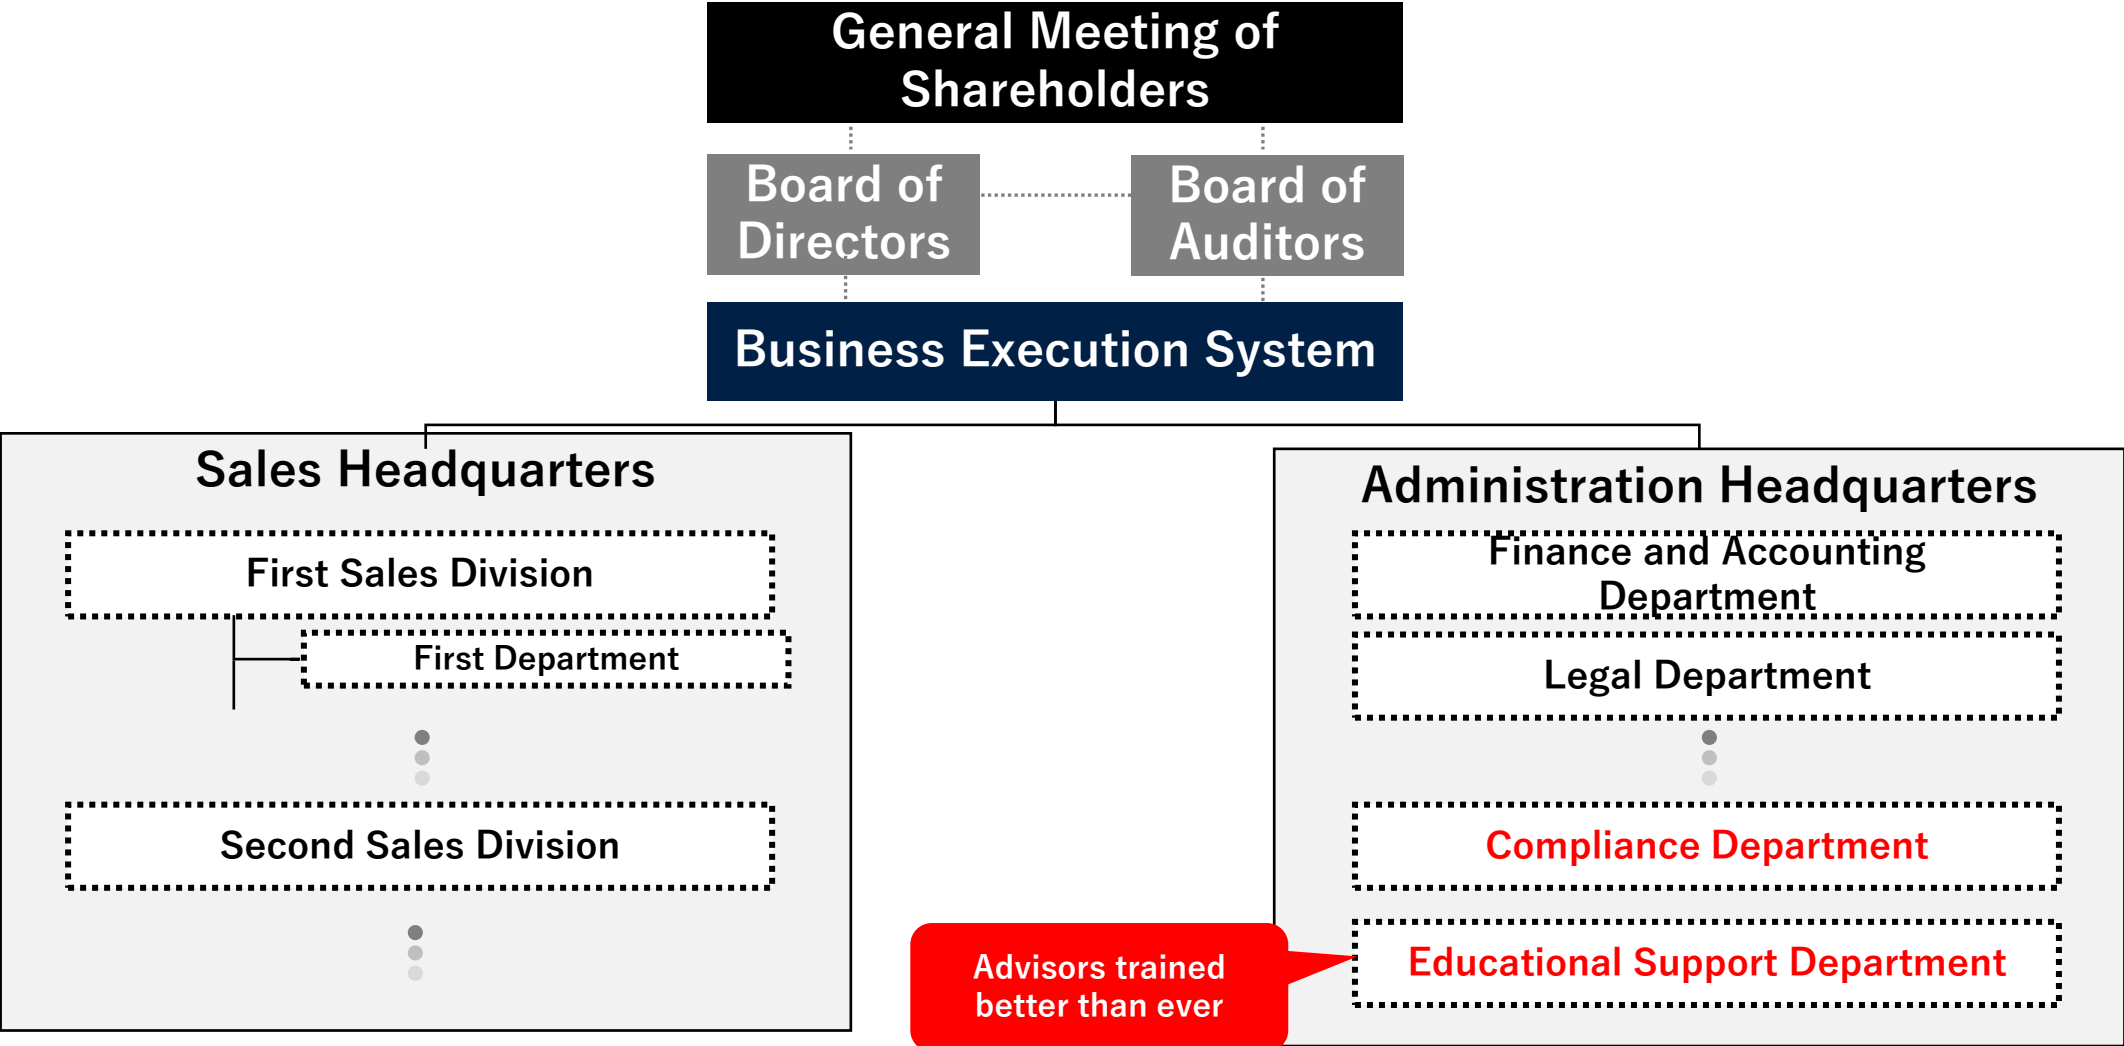 General Meeting of
Shareholders
Board of
Directors
Board of
Auditors
Business Execution System
Sales Headquarters
First Sales Division
First Department
Second Sales Division
Administration Headquarters
Finance and Accounting
Department
Legal Department
Compliance Department
Educational Support Department
Advisors trained
better than ever